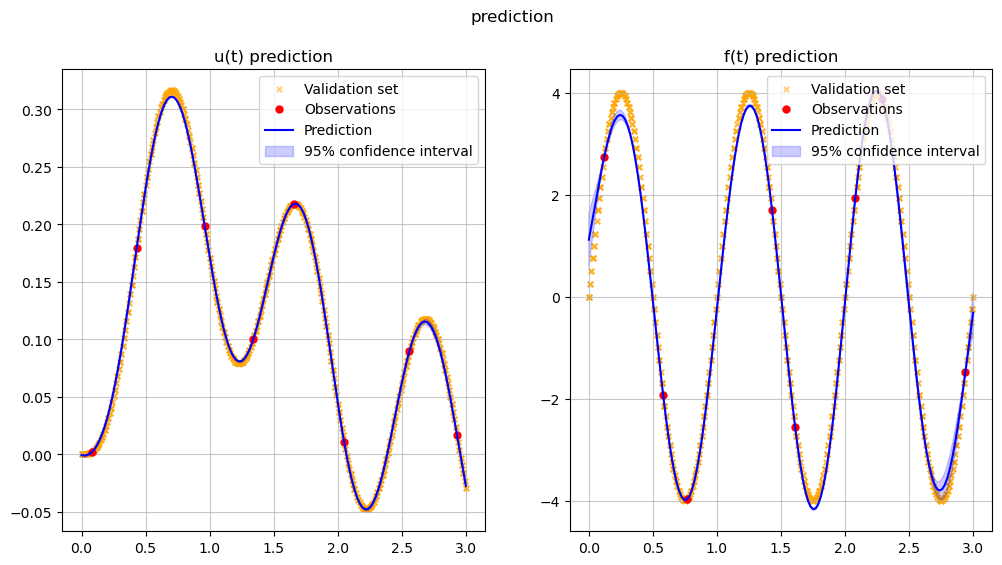 prediction
u(t) prediction
Validation set
Observations
Prediction
95% confidence interval
0.30
0.25
0.20
0.15
0.10
0.05
0.00
−0.05
0.0 0.5 1.0 1.5 2.0 2.5 3.0
f(t) prediction
Validation set
Observations
Prediction
95% confidence interval
4
2
0
−2
−4
0.0 0.5 1.0 1.5 2.0 2.5 3.0